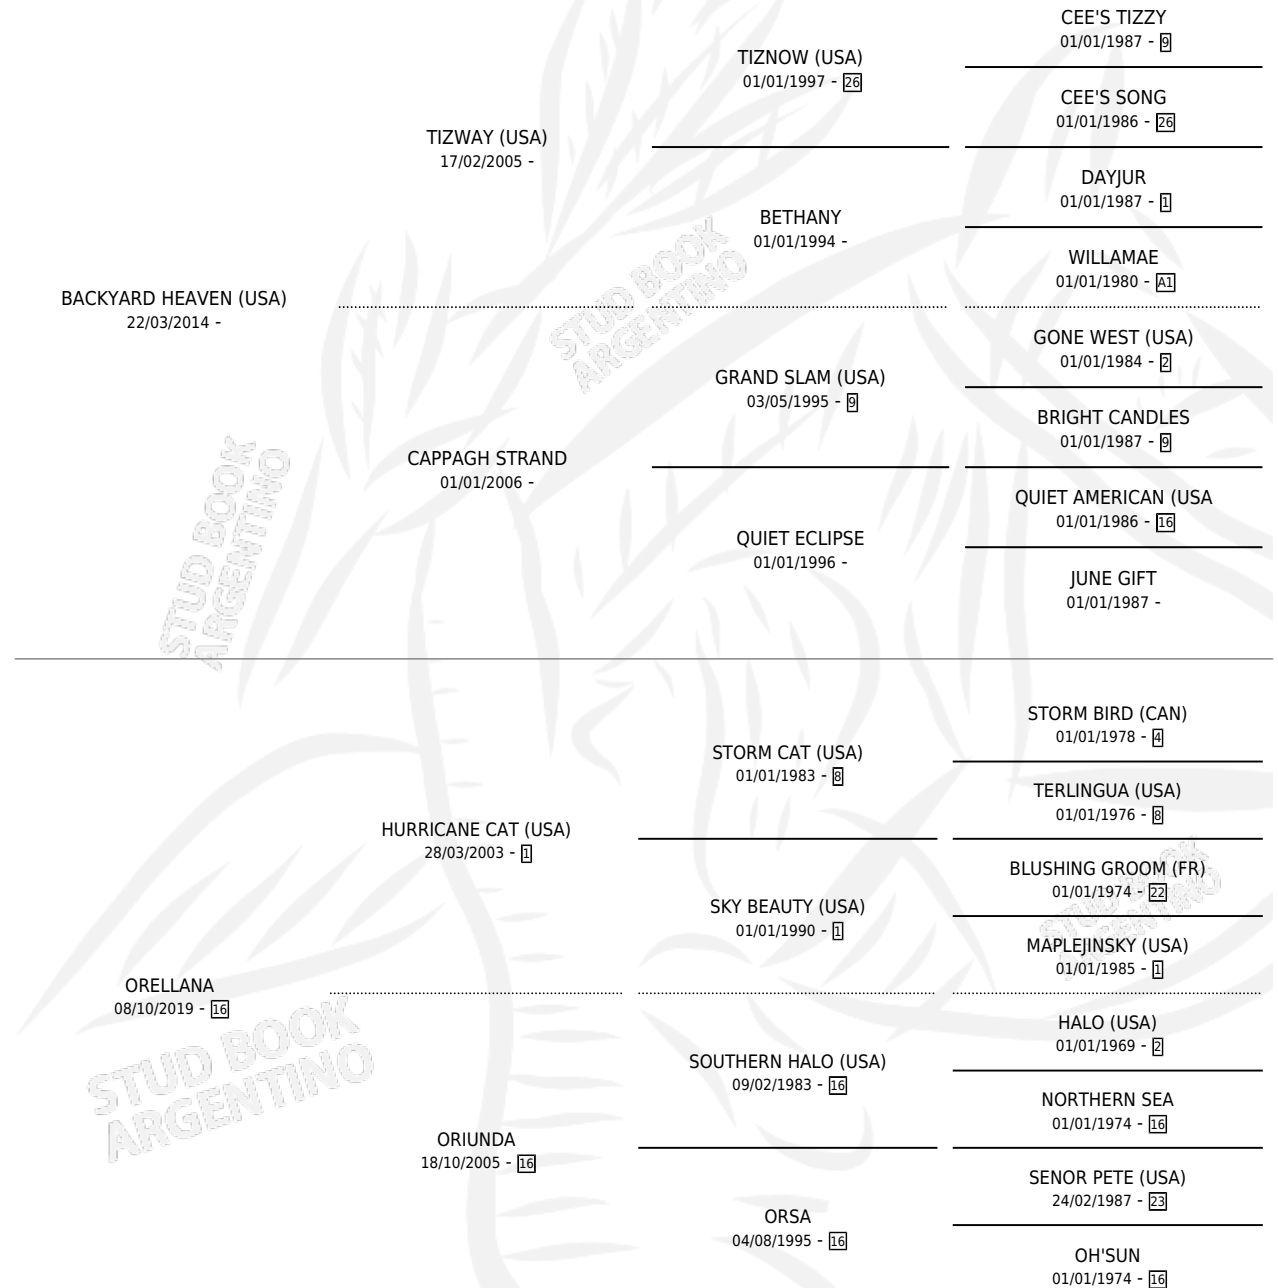 CEE'S TIZZY
01/01/1987 - 9
TIZNOW (USA)
01/01/1997 - 26
CEE'S SONG
01/01/1986 - 26
TIZWAY (USA)
17/02/2005 -
DAYJUR
01/01/1987 - 1
BETHANY
01/01/1994 -
WILLAMAE
01/01/1980 - A1
BACKYARD HEAVEN (USA)
22/03/2014 -
GONE WEST (USA)
01/01/1984 - 2
GRAND SLAM (USA)
03/05/1995 - 9
BRIGHT CANDLES
01/01/1987 - 9
CAPPAGH STRAND
01/01/2006 -
QUIET AMERICAN (USA
01/01/1986 - 16
QUIET ECLIPSE
01/01/1996 -
JUNE GIFT
01/01/1987 -
STORM BIRD (CAN)
01/01/1978 - 4
STORM CAT (USA)
01/01/1983 - 8
TERLINGUA (USA)
01/01/1976 - 8
HURRICANE CAT (USA)
28/03/2003 - 1
BLUSHING GROOM (FR)
01/01/1974 - 22
SKY BEAUTY (USA)
01/01/1990 - 1
MAPLEJINSKY (USA)
01/01/1985 - 1
ORELLANA
08/10/2019 - 16
HALO (USA)
01/01/1969 - 2
SOUTHERN HALO (USA)
09/02/1983 - 16
NORTHERN SEA
01/01/1974 - 16
ORIUNDA
18/10/2005 - 16
SENOR PETE (USA)
24/02/1987 - 23
ORSA
04/08/1995 - 16
OH'SUN
01/01/1974 - 16
STUD BOOK
ARGENTINO
STUD BOOK
ARGENTINO
STUD BOOK
ARGENTINO
STUD BOOK
ARGENTINO